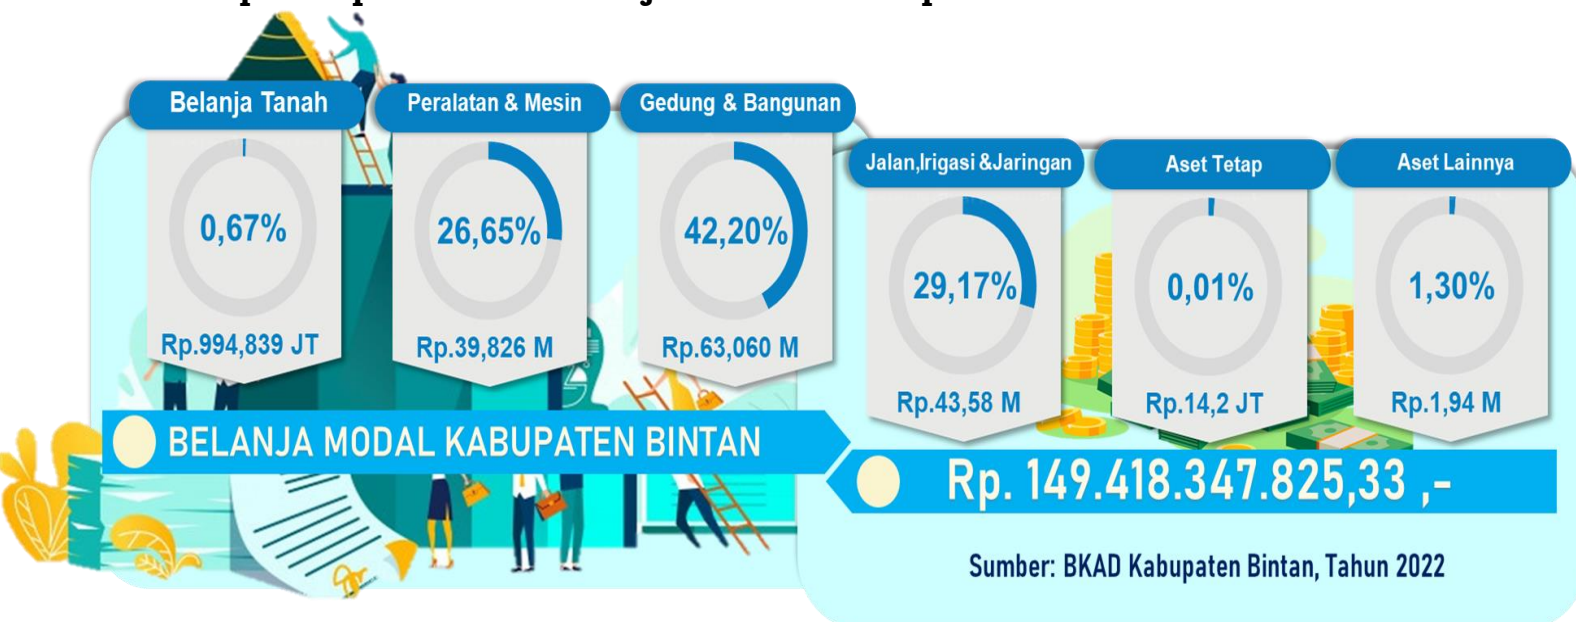 Belanja Tanah
0,67%
Rp.994,839 JT
Peralatan & Mesin
26,65%
Rp.39,826 M
Gedung & Bangunan
42,20%
Rp.63,060 M
Jalan,Irigasi &Jaringan
29,17%
Rp.43,58 M
Aset Tetap
0,01%
Rp.14,2 JT
Aset Lainnya
1,30%
Rp.1,94 M
BELANJA MODAL KABUPATEN BINTAN
Rp. 149.418.347.825,33 ,-
Sumber: BKAD Kabupaten Bintan, Tahun 2022